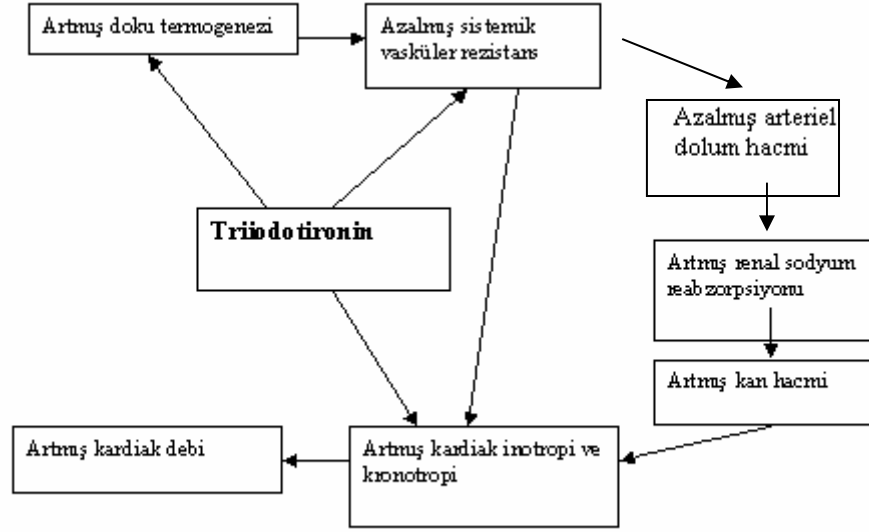 Artmış doku termogenezi
Azalmış sistemik
vasküler rezistans
Azalmış arteriel
dolum hacmi
Triiodotironin
Artmış renal sodyum
reabzorpsiyonu
Artmış kan hacmi
Artmış kardiak debi
Artmış kardiak inotropi ve
kronotropi